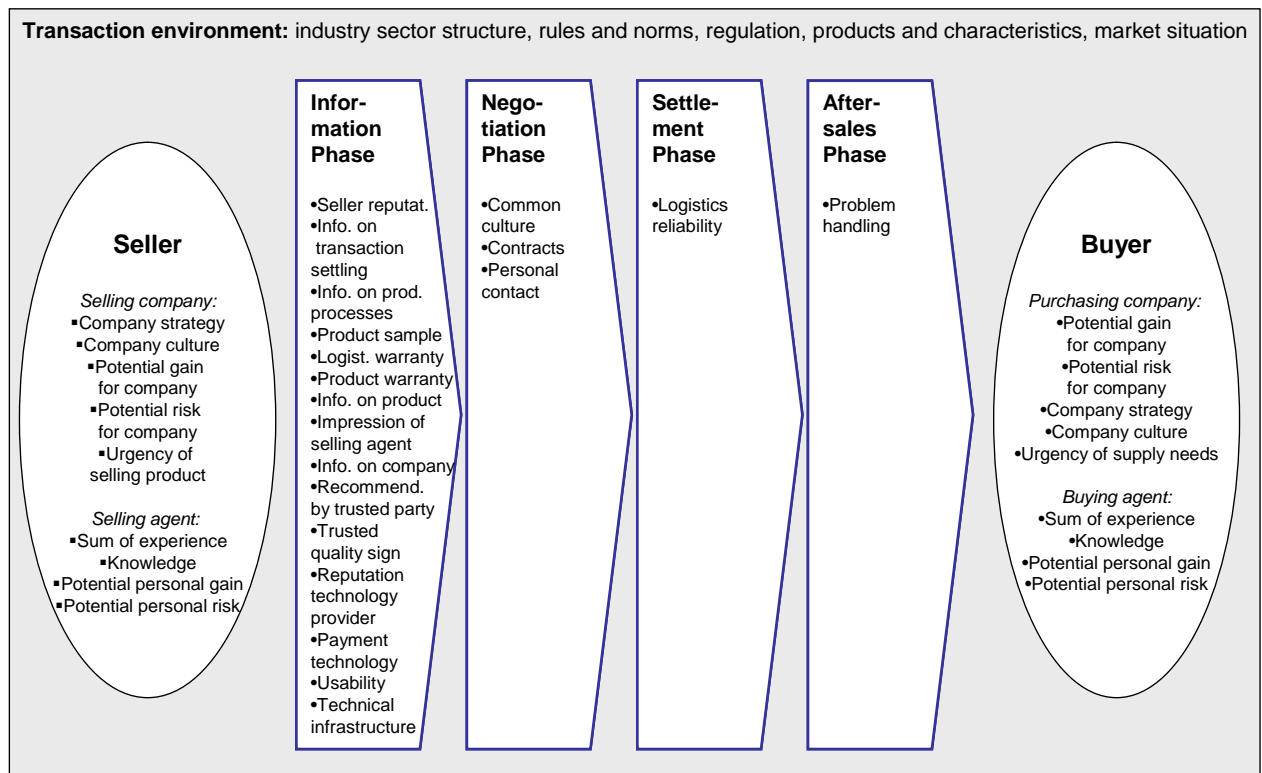 Transaction environment: industry sector structure, rules and norms, regulation, products and characteristics, market situation
Seller
Selling company:
▪Company strategy
▪Company culture
▪Potential gain
for company
▪Potential risk
for company
▪Urgency of
selling product
Selling agent:
▪Sum of experience
▪Knowledge
▪Potential personal gain
▪Potential personal risk
Infor-
mation
Phase
•Seller reputat.
•Info. on
transaction
settling
•Info. on prod.
processes
•Product sample
•Logist. warranty
•Product warranty
•Info. on product
•Impression of
selling agent
•Info. on company
•Recommend.
by trusted party
•Trusted
quality sign
•Reputation
technology
provider
•Payment
technology
•Usability
•Technical
infrastructure
Nego-
tiation
Phase
•Common
culture
•Contracts
•Personal
contact
Settle-
ment
Phase
•Logistics
reliability
After-
sales
Phase
•Problem
handling
Buyer
Purchasing company:
•Potential gain
for company
•Potential risk
for company
•Company strategy
•Company culture
•Urgency of supply needs
Buying agent:
•Sum of experience
•Knowledge
•Potential personal gain
•Potential personal risk